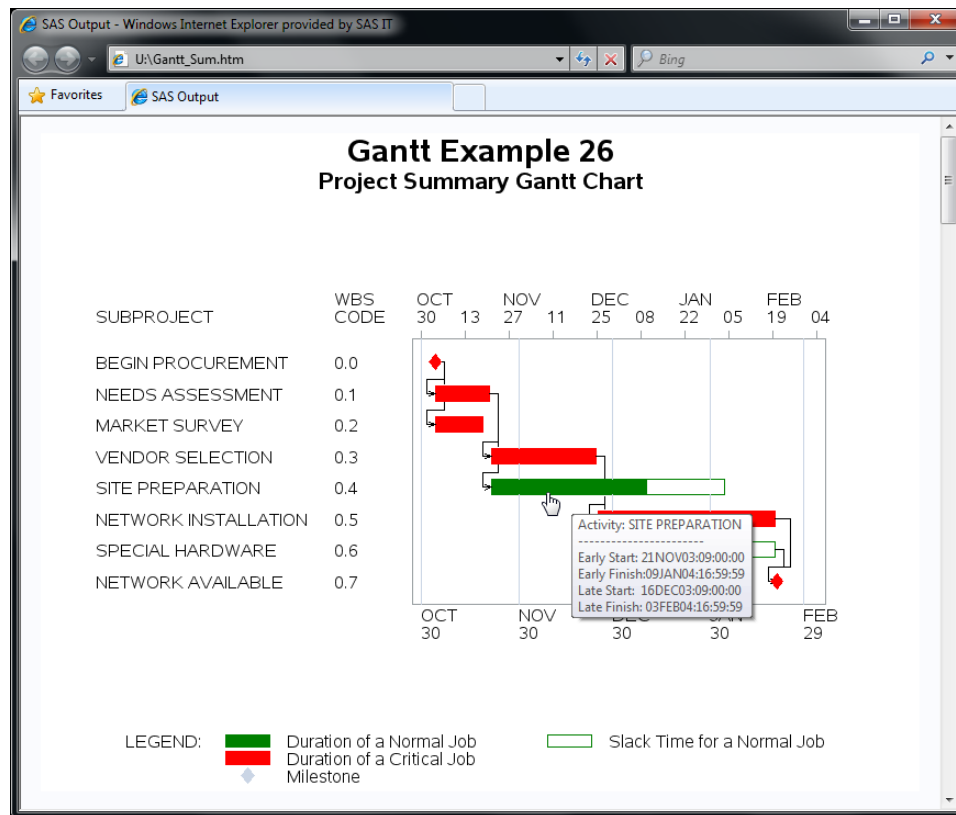 SAS Output - Windows Internet Explorer provided by SAS IT
U:\Gantt_Sum.htm
Bing
Favorites
SAS Output
Gantt Example 26
Project Summary Gantt Chart
WBS OCT NOV DEC JAN FEB
SUBPROJECT CODE 30 13 27 11 25 08 22 05 19 04
BEGIN PROCUREMENT 0.0
NEEDS ASSESSMENT 0.1
MARKET SURVEY 0.2
VENDOR SELECTION 0.3
SITE PREPARATION 0.4
NETWORK INSTALLATION 0.5
SPECIAL HARDWARE 0.6
NETWORK AVAILABLE 0.7
Activity: SITE PREPARATION
-----------------------
Early Start: 21NOV03:09:00:00
Early Finish:09JAN04:16:59:59
Late Start: 16DEC03:09:00:00
Late Finish: 03FEB04:16:59:59
OCT NOV DEC JAN FEB
30 30 30 30 29
LEGEND: Duration of a Normal Job Slack Time for a Normal Job
Duration of a Critical Job
Milestone